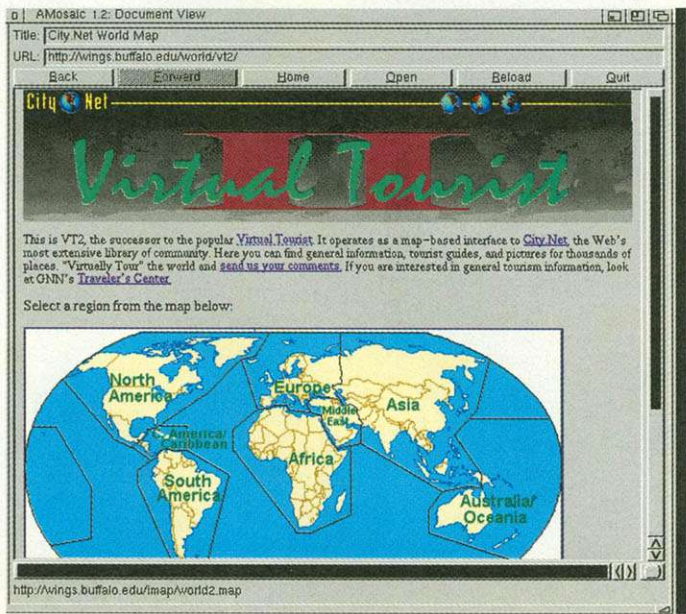 AMosaic 1.2: Document View
Title: City.Net World Map
URL: http://wings.buffalo.edu/world/vt2/
Back Forward Home Open Reload Quit
City Net
Virtual Tourist
II
This is VT2, the successor to the popular Virtual Tourist. It operates as a map-based interface to City.Net, the Web's
most extensive library of community. Here you can find general information, tourist guides, and pictures for thousands of
places. "Virtually Tour" the world and send us your comments. If you are interested in general tourism information, look
at GNN's Traveler's Center
Select a region from the map below:
North
America
Europe
Asia
Middle
East
C. America/
Caribbean
Africa
South
America
Australia/
Oceania
http://wings.buffalo.edu/imap/world2.map